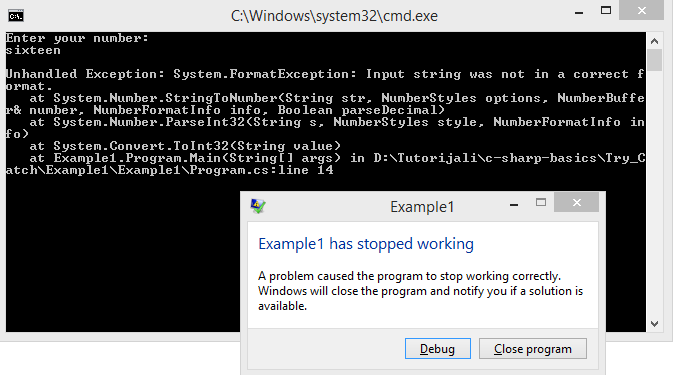 C:\Windows\system32\cmd.exe
Enter your number:
sixteen
Unhandled Exception: System.FormatException: Input string was not in a correct f
ormat.
   at System.Number.StringToNumber(String str, NumberStyles options, NumberBuffe
r& number, NumberFormatInfo info, Boolean parseDecimal)
   at System.Number.ParseInt32(String s, NumberStyles style, NumberFormatInfo in
fo)
   at System.Convert.ToInt32(String value)
   at Example1.Program.Main(String[] args) in D:\Tutorijali\c-sharp-basics\Try_C
atch\Example1\Example1\Program.cs:line 14
Example1
Example1 has stopped working
A problem caused the program to stop working correctly.
Windows will close the program and notify you if a solution is
available.
Debug
Close program